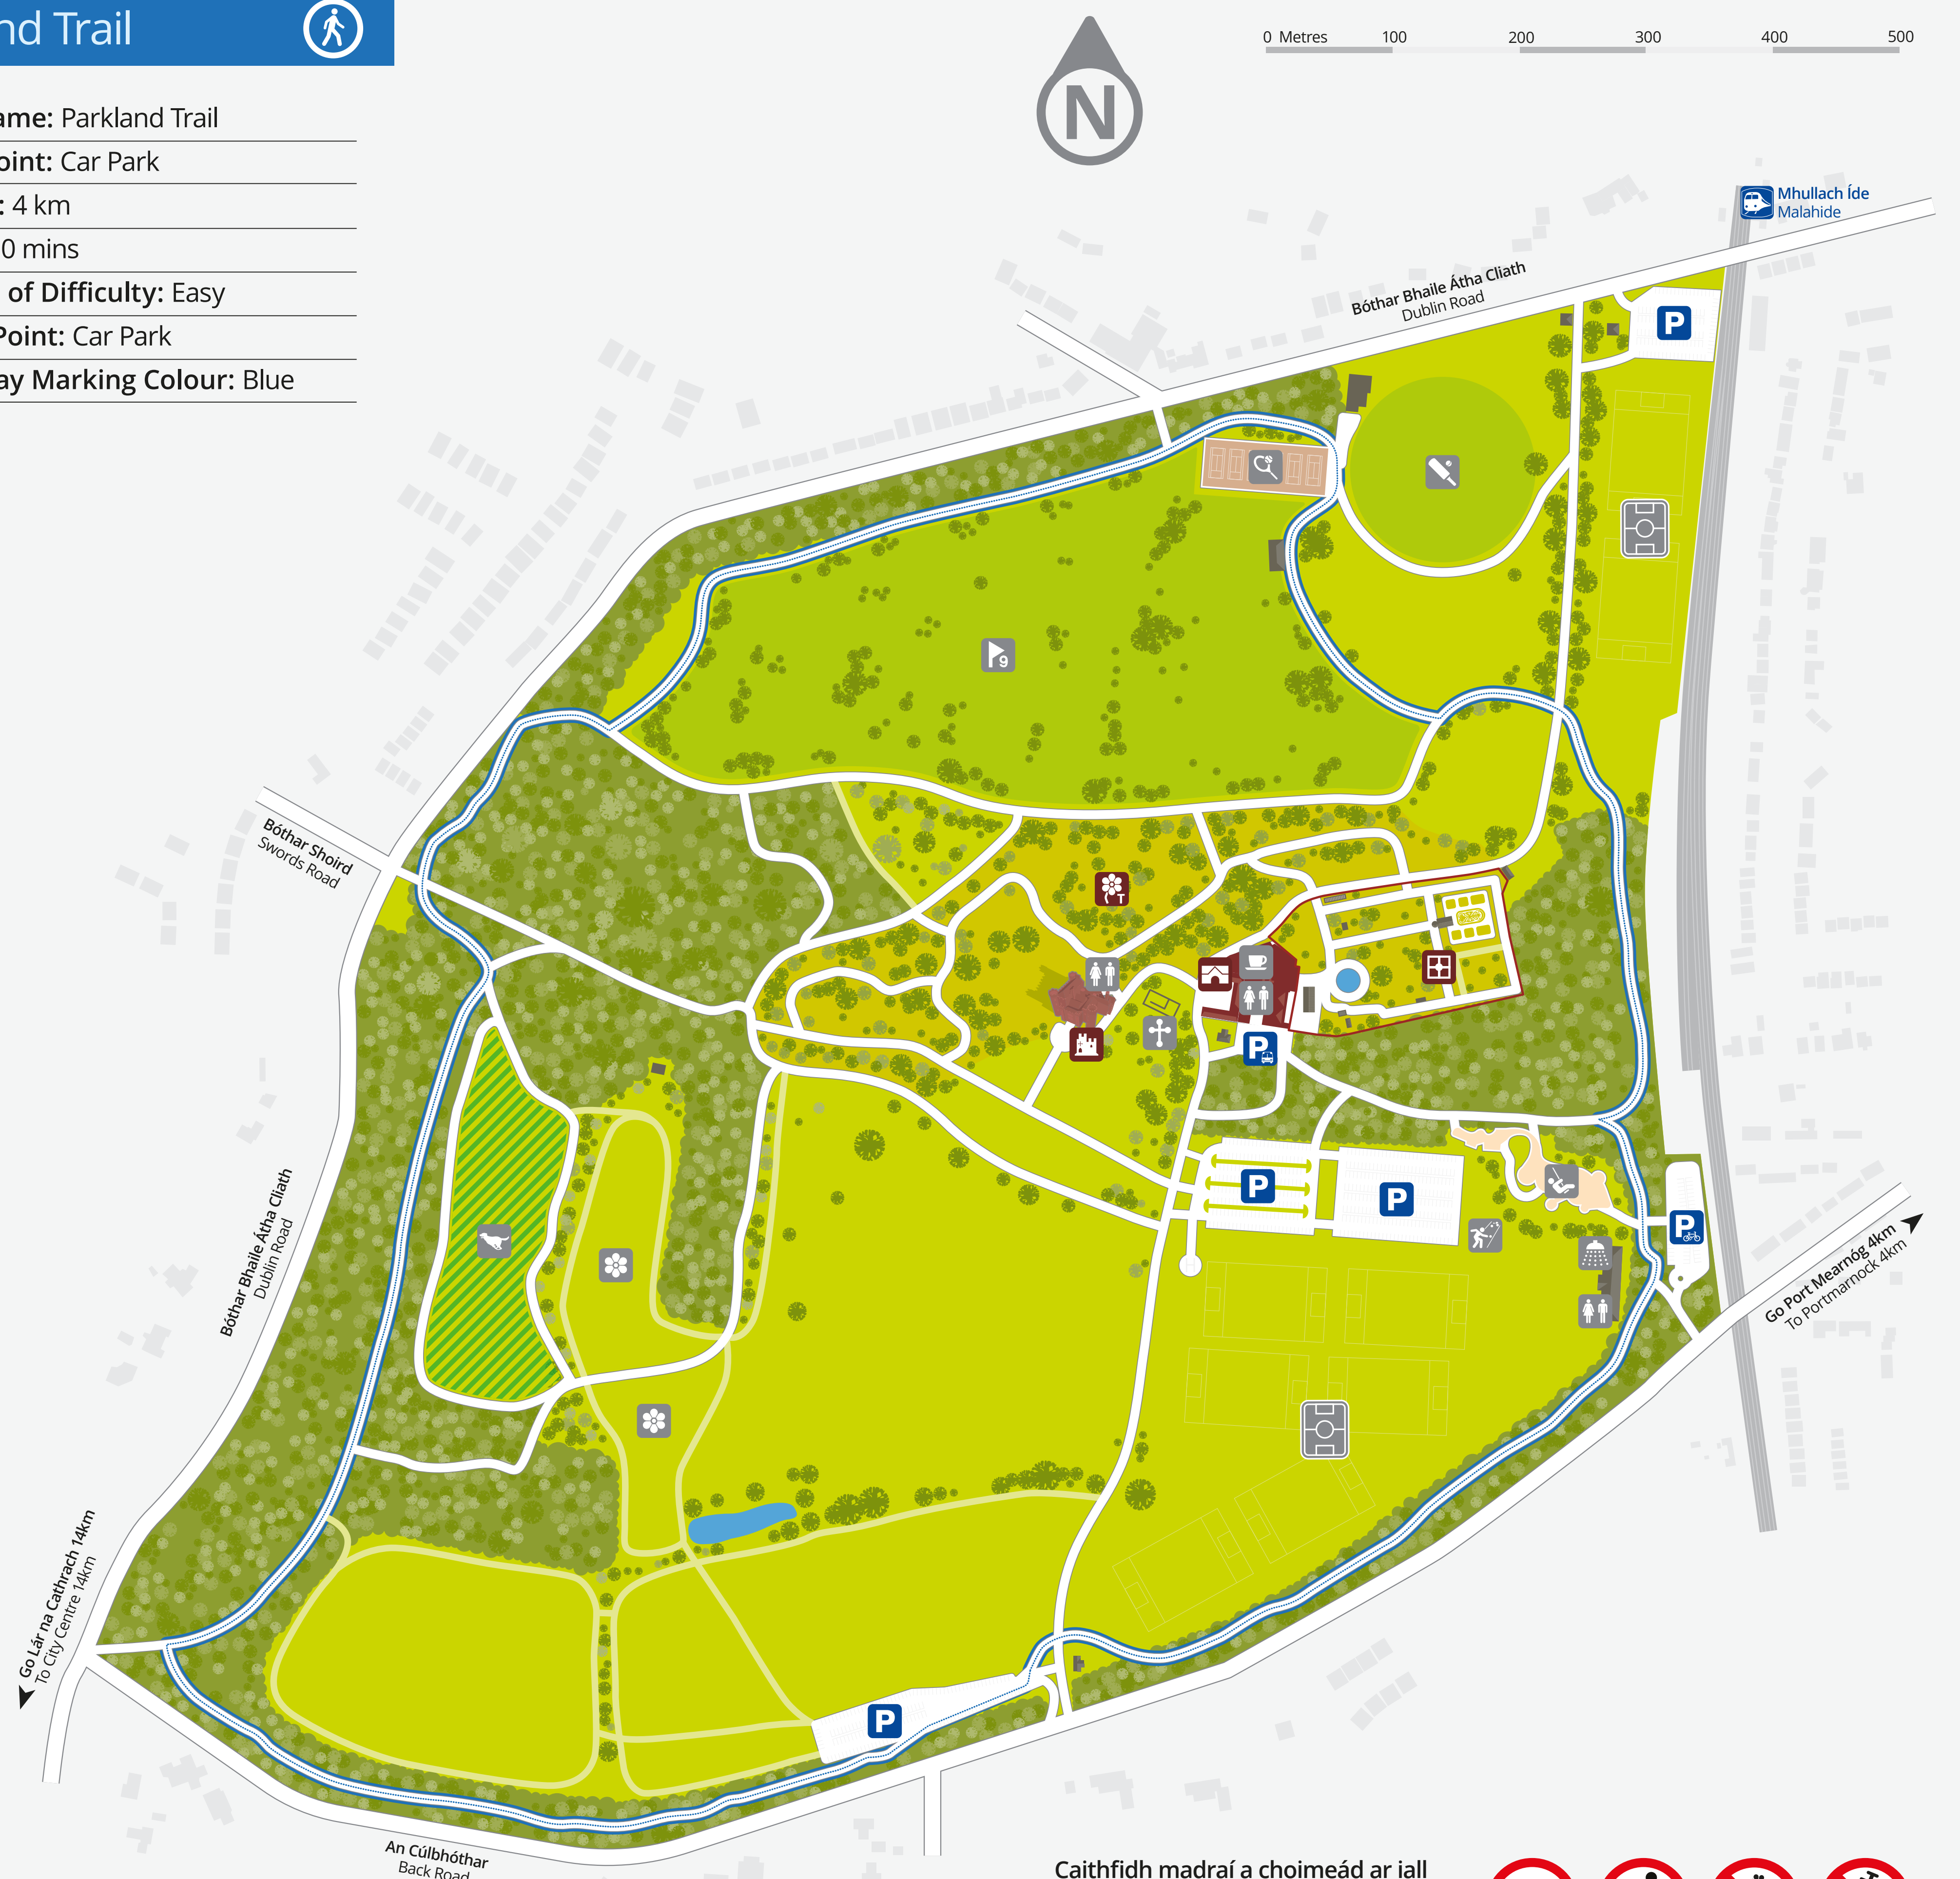 nd Trail
ame: Parkland Trail
oint: Car Park
: 4 km
0 mins
of Difficulty: Easy
Point: Car Park
ay Marking Colour: Blue
N
0 Metres 100 200 300 400 500
Mhullach Íde
Malahide
Bóthar Bhaile Átha Cliath
Dublin Road
P
9
Bóthar Shoird
Swords Road
T
P
P
P
P
Go Port Mearnóg 4km
To Portmarnock 4km
Bóthar Bhaile Átha Cliath
Dublin Road
Go Lár na Cathrach 14km
To City Centre 14km
P
An Cúlbhóthar
Back Road
Caithfidh madraí a choimeád ar iall